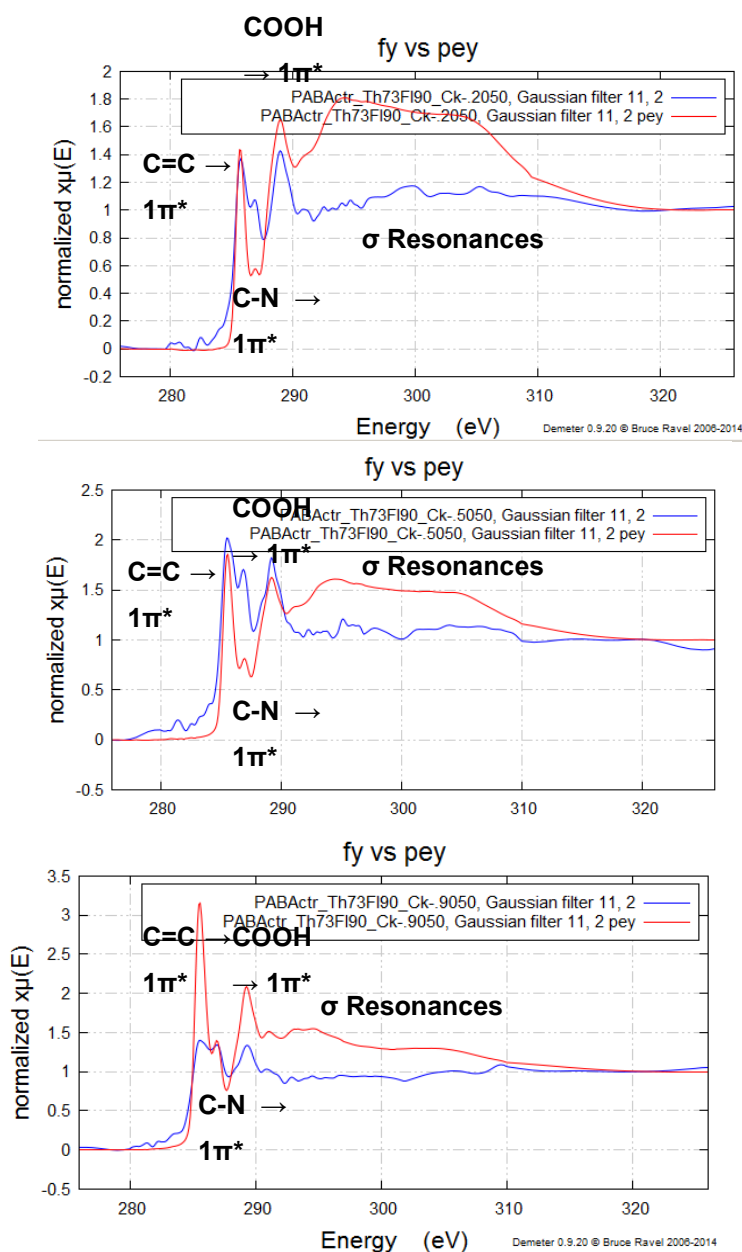 COOH
→ 1π*
fy vs pey
PABActr_Th73Fl90_Ck-.2050, Gaussian filter 11, 2
PABActr_Th73Fl90_Ck-.2050, Gaussian filter 11, 2 pey
C=C →
1π*
σ Resonances
C-N →
1π*
normalized xμ(E)
2
1.8
1.6
1.4
1.2
1
0.8
0.6
0.4
0.2
0
-0.2
280 290 300 310 320
Energy (eV)
Demeter 0.9.20 © Bruce Ravel 2006-2014
fy vs pey
COOH
→ 1π*
PABActr_Th73Fl90_Ck-.5050, Gaussian filter 11, 2
PABActr_Th73Fl90_Ck-.5050, Gaussian filter 11, 2 pey
C=C →
1π*
σ Resonances
C-N →
1π*
normalized xμ(E)
2.5
2
1.5
1
0.5
0
-0.5
280 290 300 310 320
fy vs pey
PABActr_Th73Fl90_Ck-.9050, Gaussian filter 11, 2
PABActr_Th73Fl90_Ck-.9050, Gaussian filter 11, 2 pey
C=C →
1π*
COOH
→ 1π*
σ Resonances
C-N →
1π*
normalized xμ(E)
3.5
3
2.5
2
1.5
1
0.5
0
-0.5
280 290 300 310 320
Energy (eV)
Demeter 0.9.20 © Bruce Ravel 2006-2014